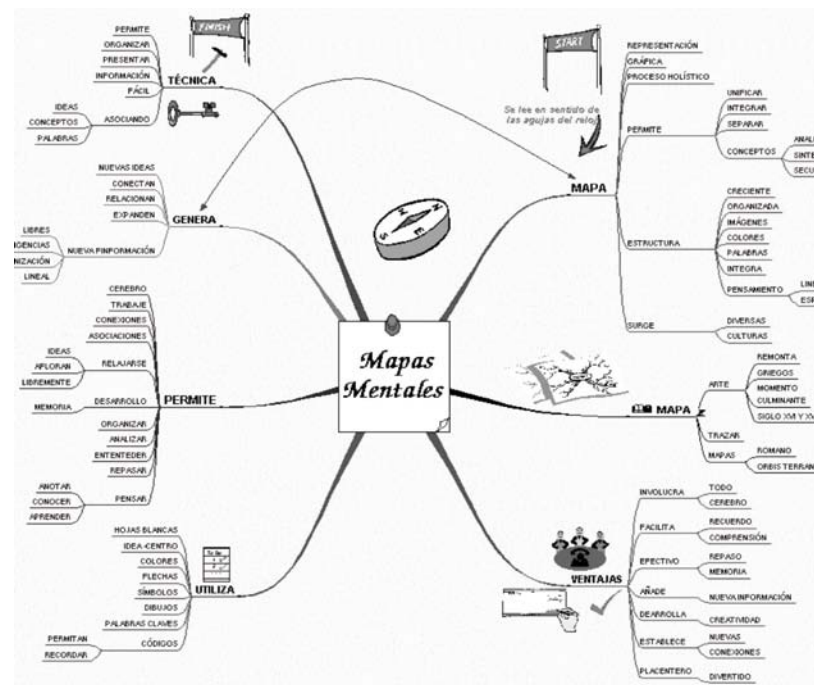 Mapas
Mentales
START
Se lee en sentido de
las agujas del reloj
MAPA
REPRESENTACIÓN
GRÁFICA
PROCESO HOLÍSTICO
PERMITE
UNIFICAR
INTEGRAR
SEPARAR
CONCEPTOS
ESTRUCTURA
CRECIENTE
ORGANIZADA
IMÁGENES
COLORES
PALABRAS
INTEGRA
PENSAMIENTO
SURGE
DIVERSAS
CULTURAS
MAPA
ARTE
REMONTA
GRIEGOS
MOMENTO
CULMINANTE
SIGLO XVI Y
TRAZAR
MAPAS
ROMANO
ORBIS
VENTAJAS
INVOLUCRA
TODO
CEREBRO
FACILITA
RECUERDO
COMPRENSIÓN
EFECTIVO
REPASO
MEMORIA
AÑADE
NUEVA INFORMACIÓN
DEARROLLA
CREATIVIDAD
ESTABLECE
NUEVAS
CONEXIONES
PLACENTERO
DIVERTIDO
UTILIZA
HOJAS BLANCAS
IDEA-CENTRO
COLORES
FLECHAS
SÍMBOLOS
DIBUJOS
PALABRAS CLAVES
CÓDIGOS
PERMITAN
RECORDAR
PERMITE
CEREBRO
TRABAJE
CONEXIONES
ASOCIACIONES
RELAJARSE
IDEAS
AFLORAN
LIBREMENTE
DESARROLLO
MEMORIA
ORGANIZAR
ANALIZAR
ENTENTEDER
REPASAR
PENSAR
ANOTAR
CONOCER
APRENDER
GENERA
NUEVAS IDEAS
CONECTAN
RELACIONAN
EXPANDEN
NUEVA PINFORMACIÓN
LIBRES
LINEAL
TÉCNICA
PERMITE
ORGANIZAR
PRESENTAR
INFORMACIÓN
FÁCIL
ASOCIANDO
IDEAS
CONCEPTOS
PALABRAS
FINISH